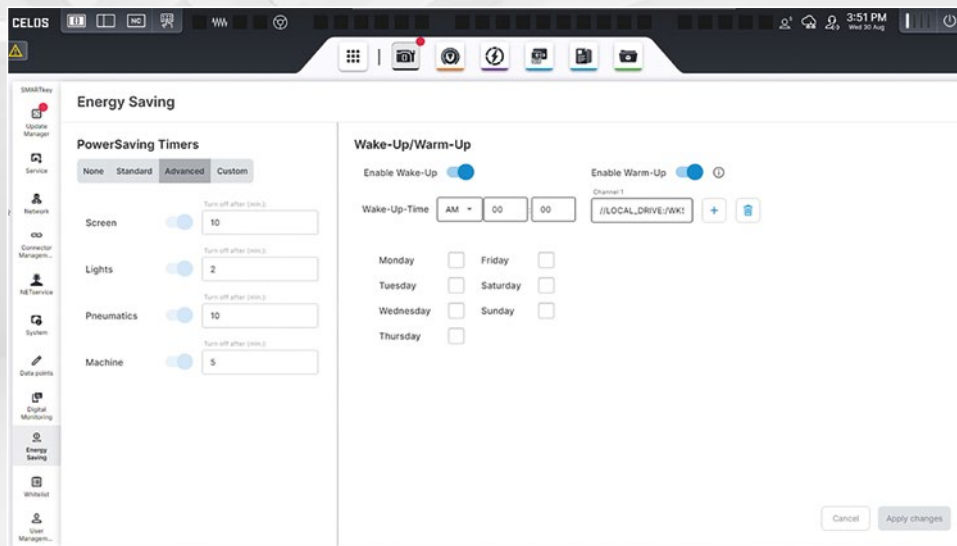 CELOS
NC
3:51 PM
Wed 30 Aug
SMARTkey
Update
Manager
Service
Network
Connector
Managem...
NETservice
System
Data points
Digital
Monitoring
Energy
Saving
Whitelist
User
Managem...
Energy Saving
PowerSaving Timers
None Standard Advanced Custom
Turn off after (min.):
Screen 10
Turn off after (min.):
Lights 2
Turn off after (min.):
Pneumatics 10
Turn off after (min.):
Machine 5
Wake-Up/Warm-Up
Enable Wake-Up Enable Warm-Up
Channel 1
Wake-Up-Time AM 00 : 00 //LOCAL_DRIVE:/WKS
Monday Friday
Tuesday Saturday
Wednesday Sunday
Thursday
Cancel Apply changes